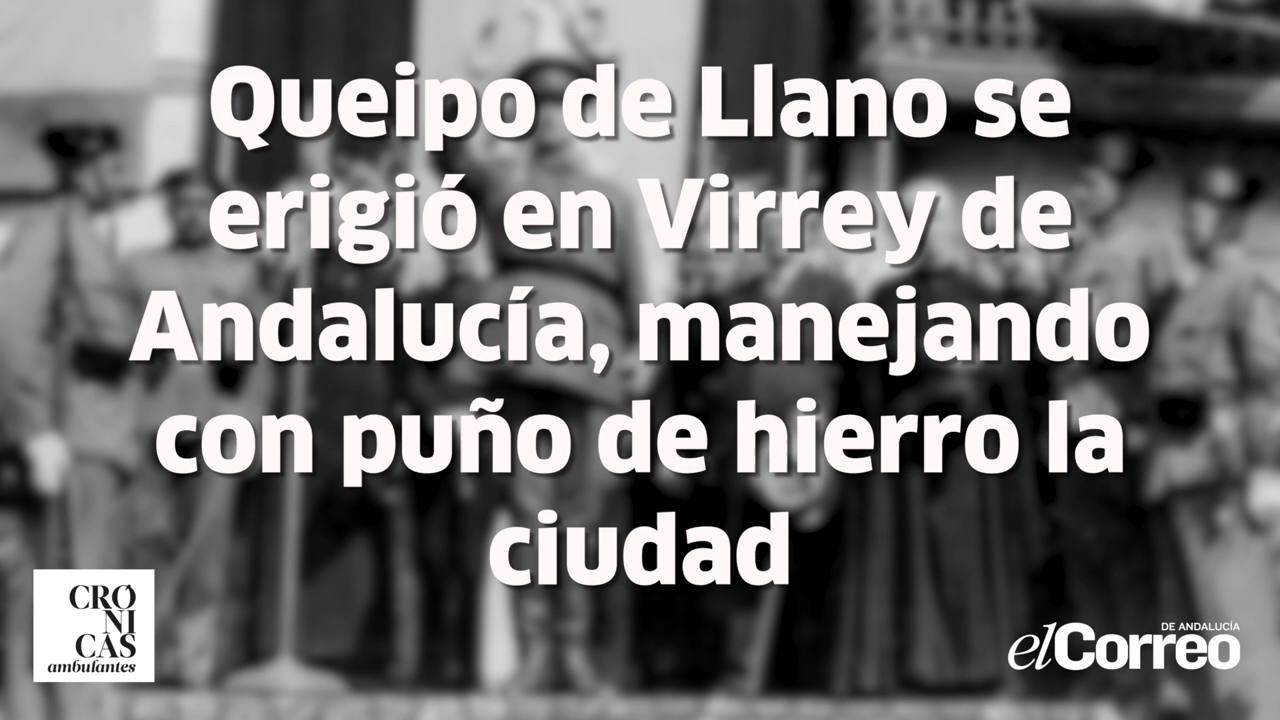 Queipo de Llano se
erigió en Virrey de
Andalucía, manejando
con puño de hierro la
ciudad
CRÓ
NI
CAS
ambulantes
DE ANDALUCÍA
elCorreo